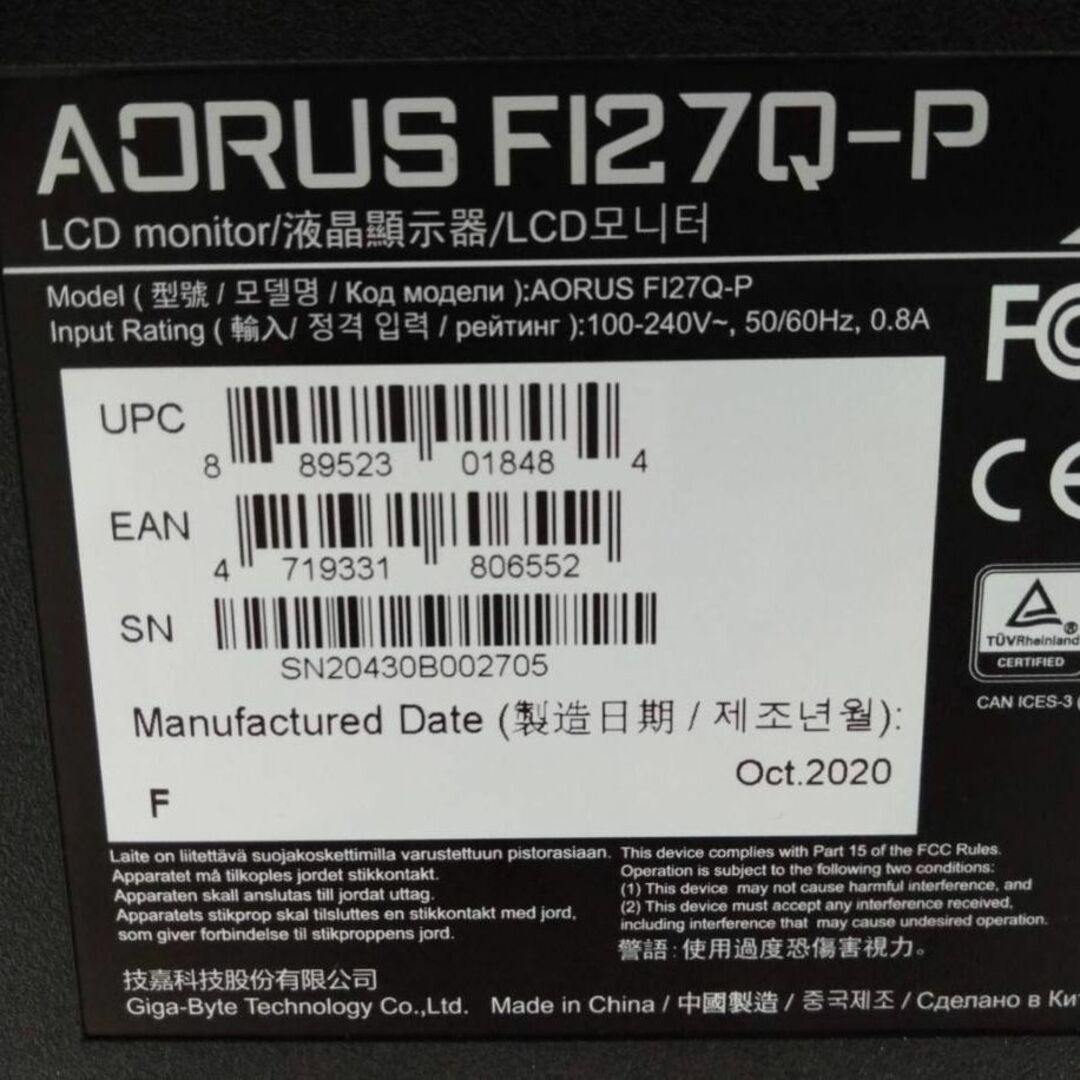 AORUS FI27Q-P
LCD monitor/液晶顯示器/LCD모니터
Model ( 型號 / 모델명 / Код модели ):AORUS FI27Q-P
Input Rating ( 輸入/ 정격 입력 / рейтинг ):100-240V~, 50/60Hz, 0.8A
FC
CE
UPC
8 89523 01848 4
EAN
4 719331 806552
SN
SN20430B002705
Manufactured Date (製造日期 / 제조년월):
Oct.2020
F
TÜVRheinland ®
CERTIFIED
CAN ICES-3 (
Laite on liitettävä suojakoskettimilla varustettuun pistorasiaan.
Apparatet må tilkoples jordet stikkontakt.
Apparaten skall anslutas till jordat uttag.
Apparatets stikprop skal tilsluttes en stikkontakt med jord,
som giver forbindelse til stikproppens jord.
This device complies with Part 15 of the FCC Rules.
Operation is subject to the following two conditions:
(1) This device may not cause harmful interference, and
(2) This device must accept any interference received,
including interference that may cause undesired operation.
警語:使用過度恐傷害視力。
技嘉科技股份有限公司
Giga-Byte Technology Co.,Ltd. Made in China / 中國製造 / 중국제조 / Сделано в Ки